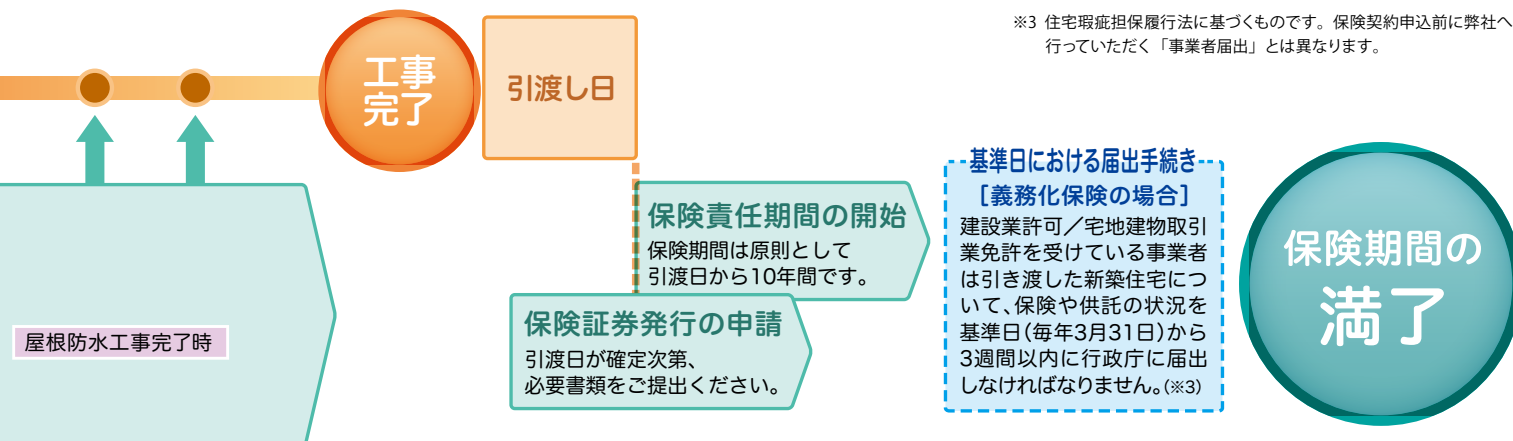 ※3 住宅瑕疵担保履行法に基づくものです。保険契約申込前に弊社へ
行っていただく「事業者届出」とは異なります。
工事
完了
引渡し日
屋根防水工事完了時
保険責任期間の開始
保険期間は原則として
引渡日から10年間です。
保険証券発行の申請
引渡日が確定次第、
必要書類をご提出ください。
基準日における届出手続き
[義務化保険の場合]
建設業許可／宅地建物取引
業免許を受けている事業者
は引き渡した新築住宅につ
いて、保険や供託の状況を
基準日(毎年3月31日)から
3週間以内に行政庁に届出
しなければなりません。(※3)
保険期間の
満了